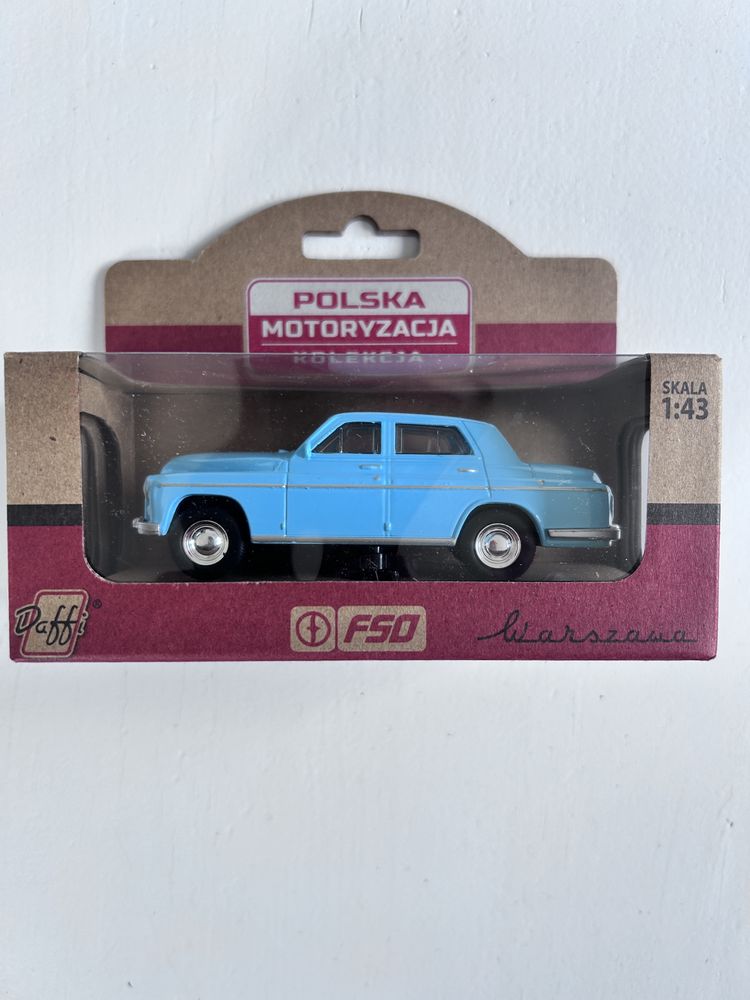 POLSKA
MOTORYZACJA
KOLEKCJA
SKALA
1:43
Daffi®
FSO
Warszawa